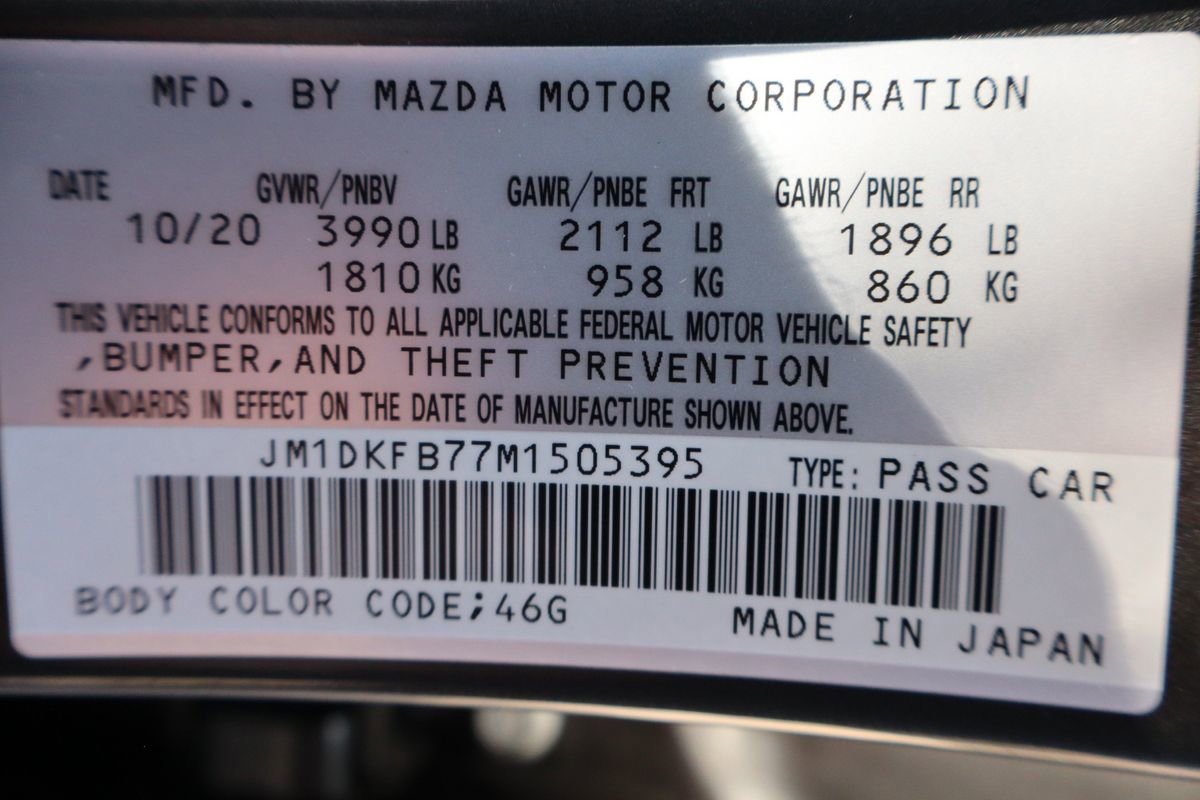 MFD. BY MAZDA MOTOR CORPORATION
DATE GVWR/PNBV GAWR/PNBE FRT GAWR/PNBE RR
10/20 3990 LB 2112 LB 1896 LB
1810 KG 958 KG 860 KG
THIS VEHICLE CONFORMS TO ALL APPLICABLE FEDERAL MOTOR VEHICLE SAFETY
,BUMPER,AND THEFT PREVENTION
STANDARDS IN EFFECT ON THE DATE OF MANUFACTURE SHOWN ABOVE.
JM1DKFB77M1505395 TYPE: PASS CAR
BODY COLOR CODE;46G MADE IN JAPAN